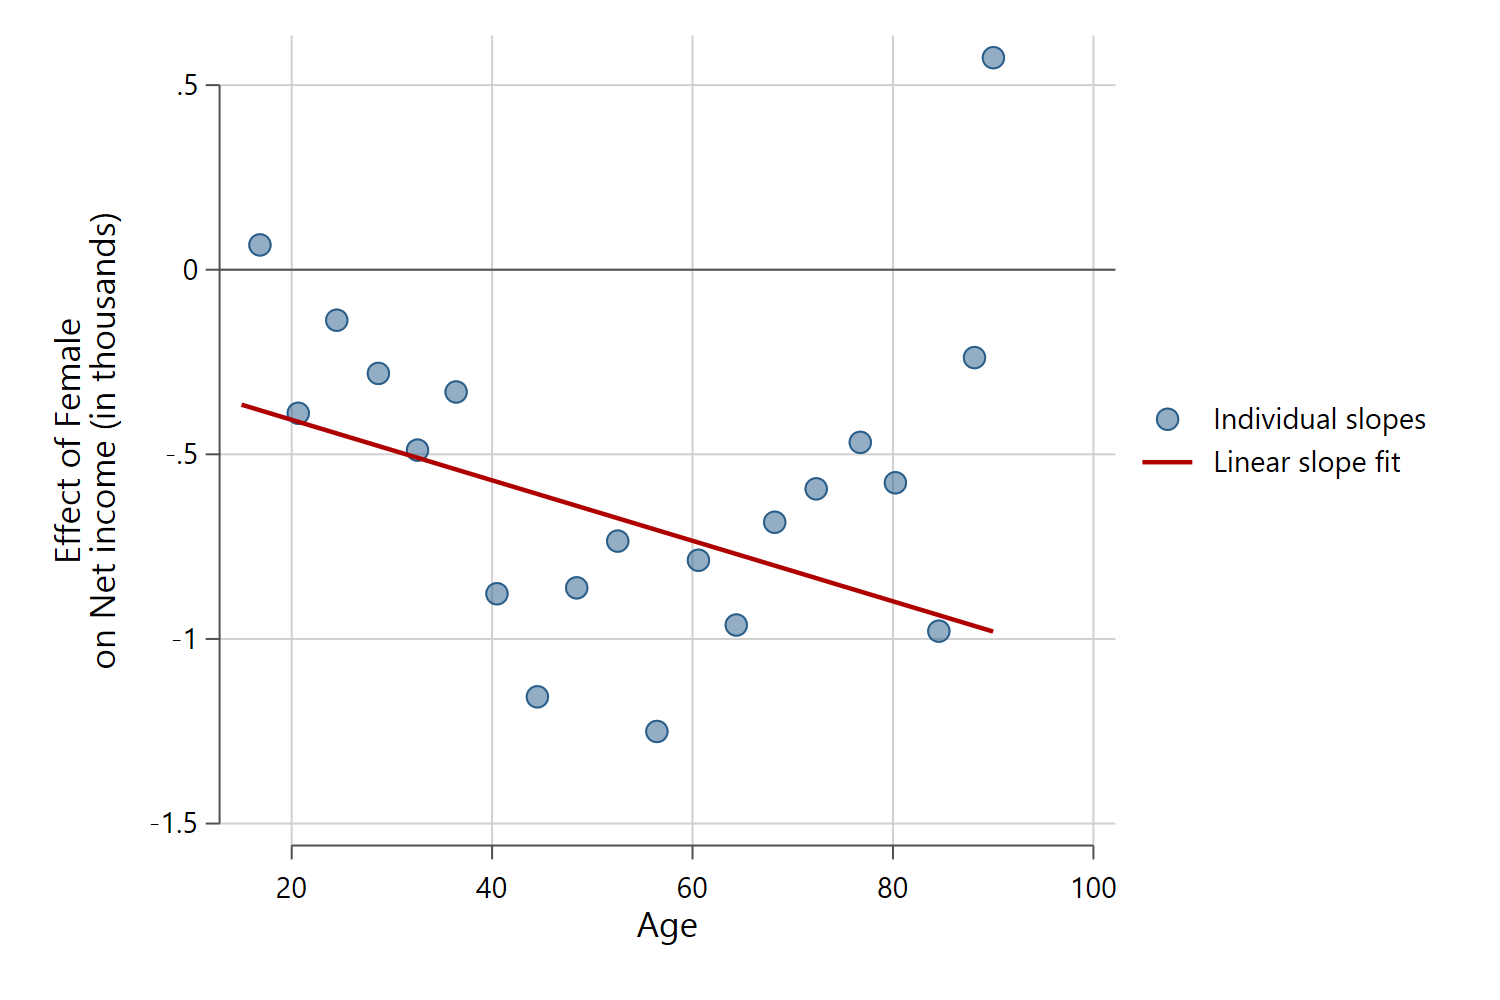 .5
0
-.5
-1
-1.5
Effect of Female
on Net income (in thousands)
20 40 60 80 100
Age
Individual slopes
Linear slope fit